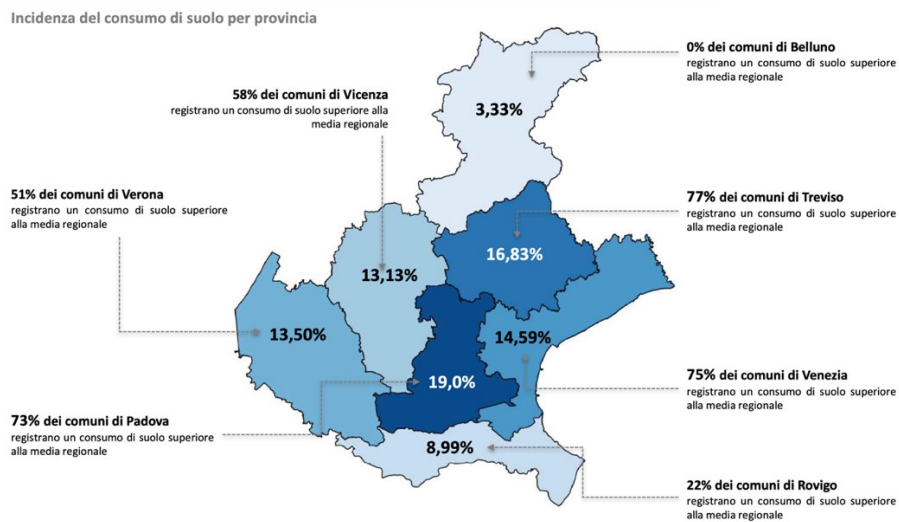 Incidenza del consumo di suolo per provincia
0% dei comuni di Belluno
registrano un consumo di suolo superiore
alla media regionale
58% dei comuni di Vicenza
registrano un consumo di suolo superiore alla
media regionale
3,33%
51% dei comuni di Verona
registrano un consumo di suolo superiore
alla media regionale
77% dei comuni di Treviso
registrano un consumo di suolo superiore
alla media regionale
16,83%
13,13%
13,50%
14,59%
19,0%
75% dei comuni di Venezia
registrano un consumo di suolo superiore
alla media regionale
73% dei comuni di Padova
registrano un consumo di suolo superiore
alla media regionale
8,99%
22% dei comuni di Rovigo
registrano un consumo di suolo superiore
alla media regionale